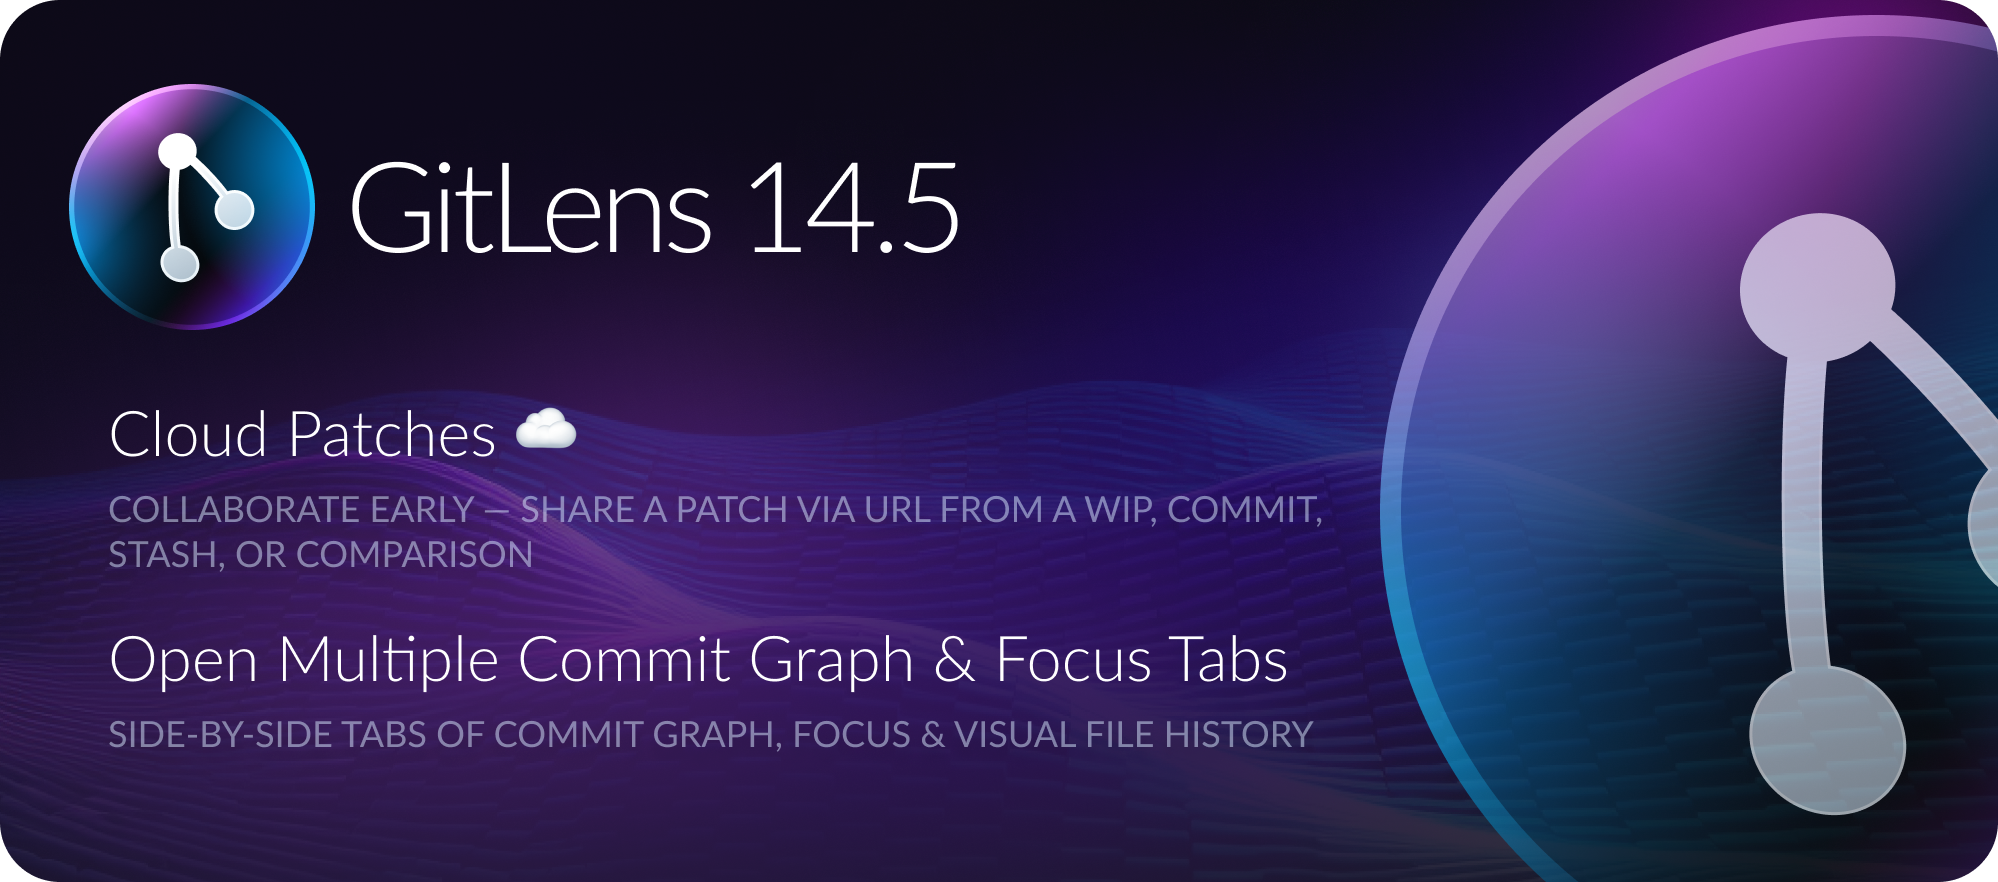 GitLens 14.5
Cloud Patches ☁️
COLLABORATE EARLY — SHARE A PATCH VIA URL FROM A WIP, COMMIT,
STASH, OR COMPARISON
Open Multiple Commit Graph & Focus Tabs
SIDE-BY-SIDE TABS OF COMMIT GRAPH, FOCUS & VISUAL FILE HISTORY